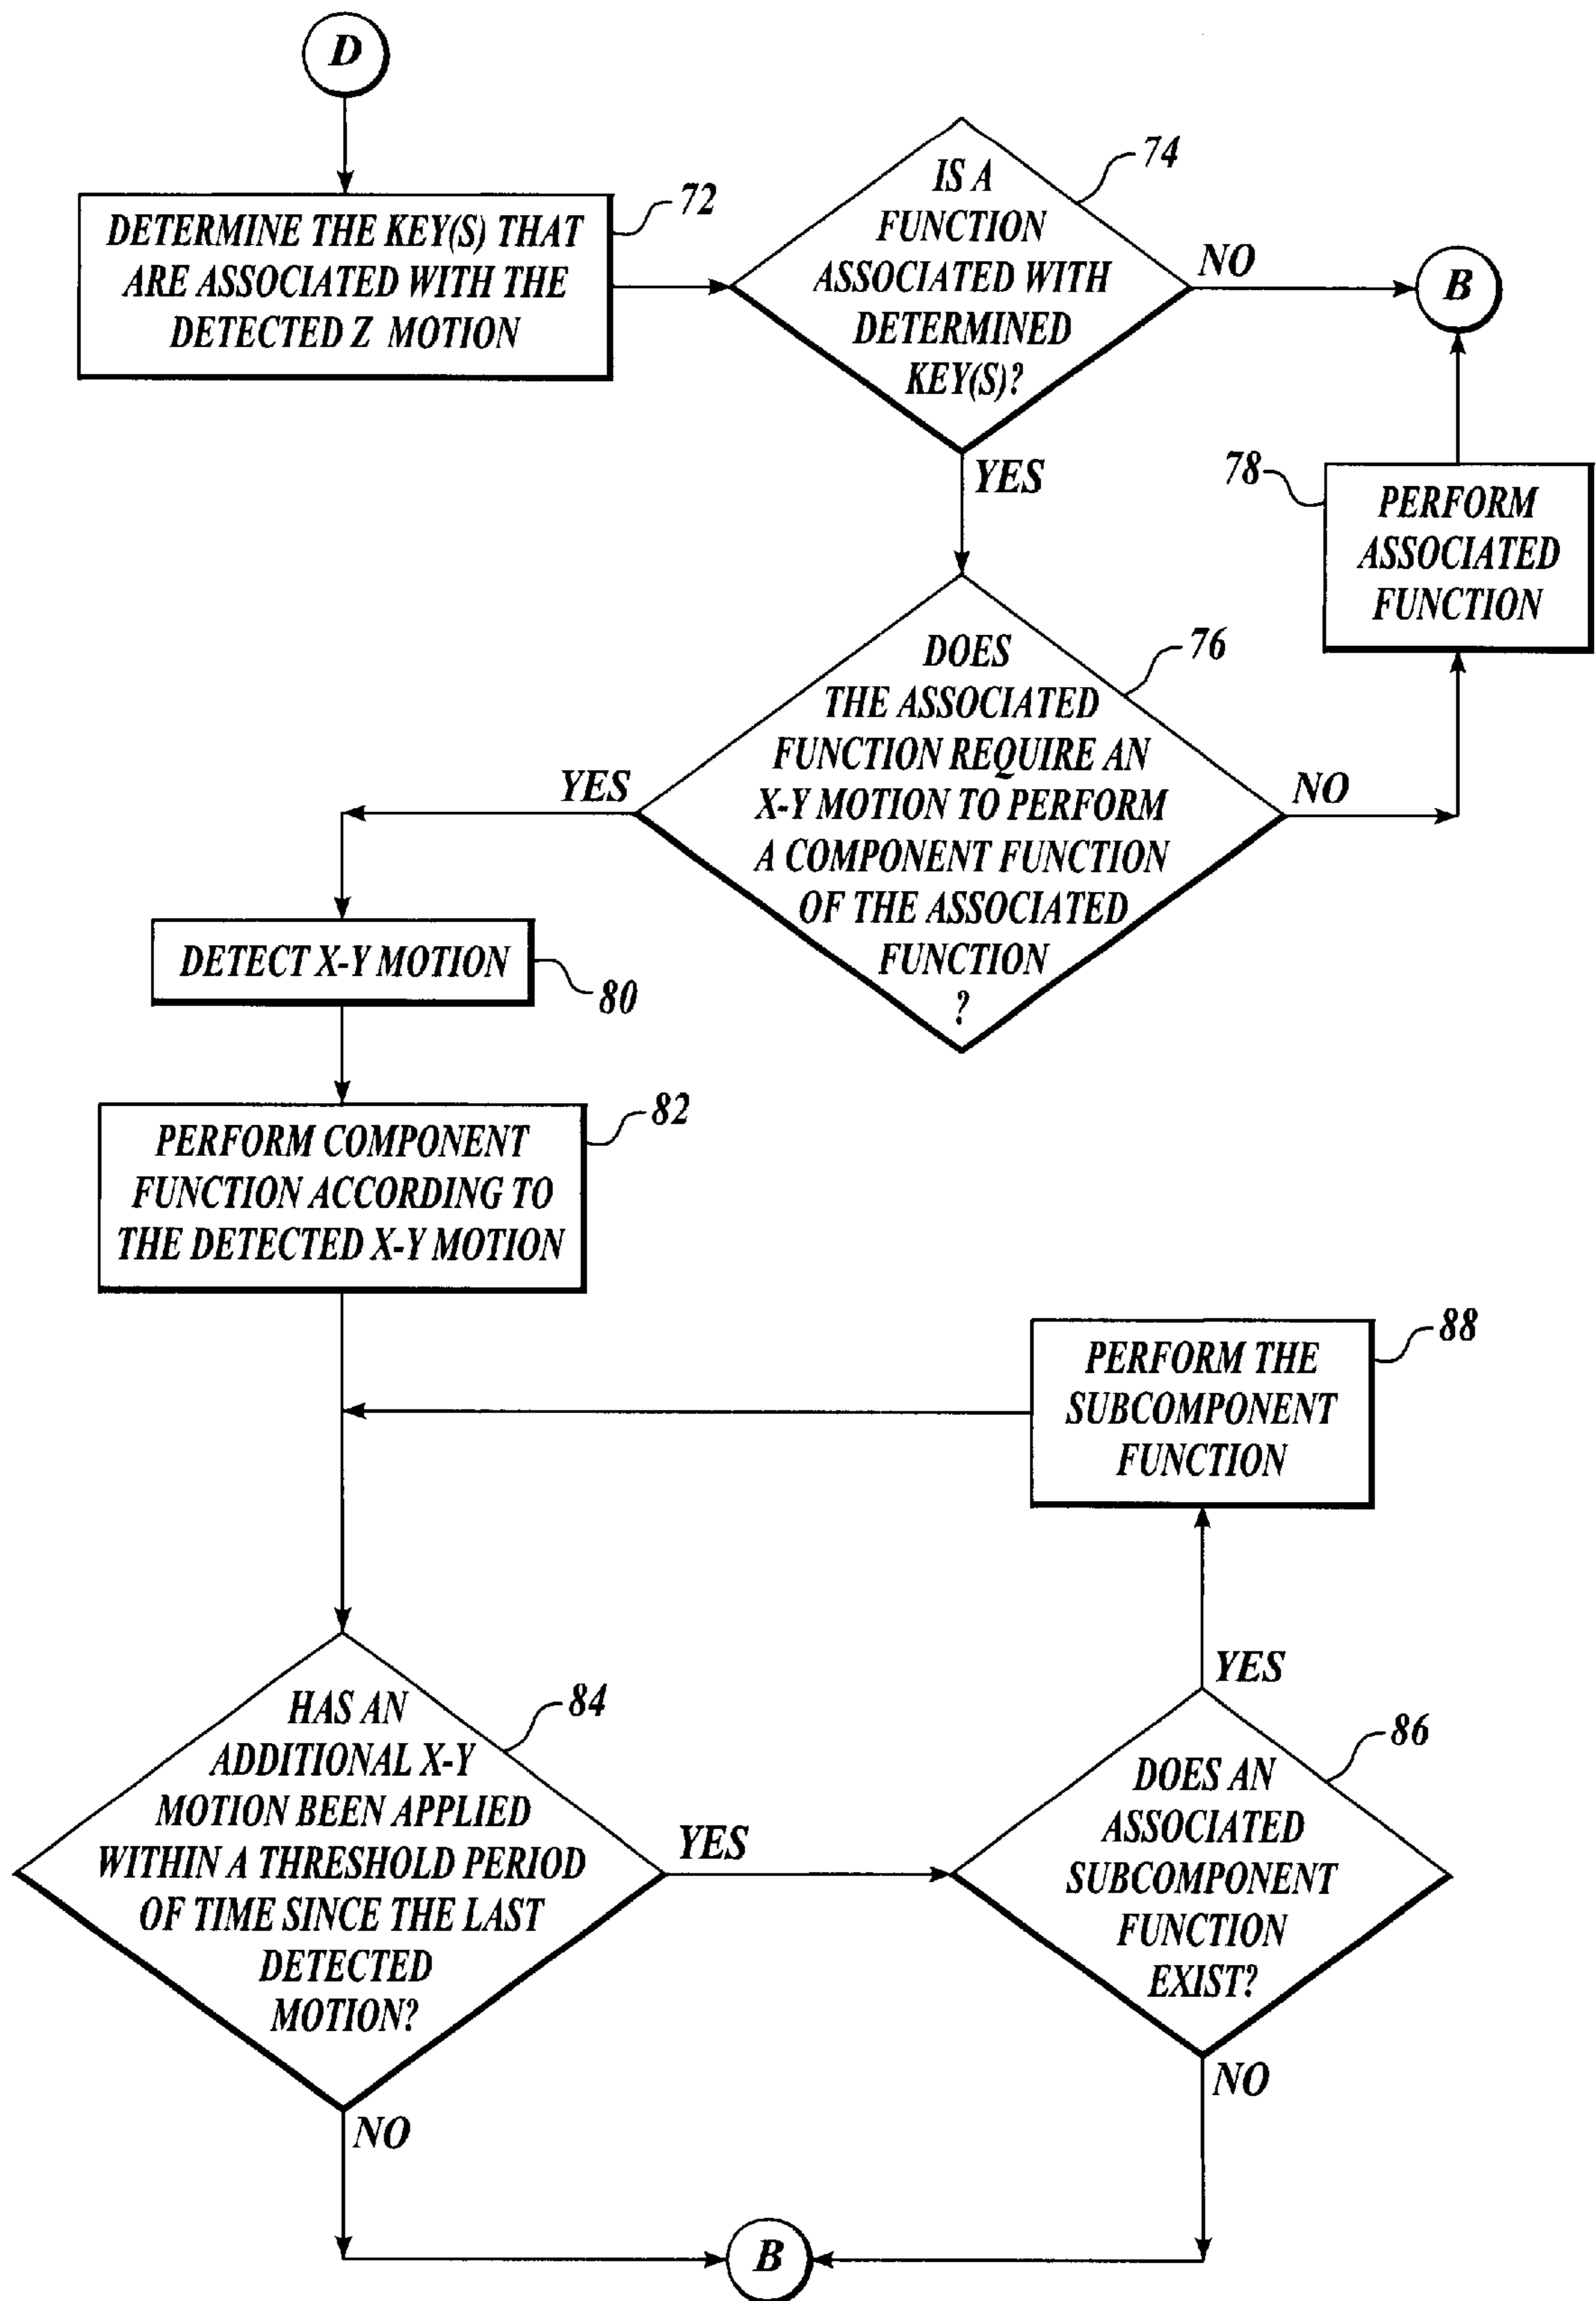 D
DETERMINE THE KEY(S) THAT
ARE ASSOCIATED WITH THE
DETECTED Z MOTION
72
IS A
FUNCTION
ASSOCIATED WITH
DETERMINED
KEY(S)?
74
NO
B
YES
78
PERFORM
ASSOCIATED
FUNCTION
DOES
THE ASSOCIATED
FUNCTION REQUIRE AN
X-Y MOTION TO PERFORM
A COMPONENT FUNCTION
OF THE ASSOCIATED
FUNCTION
?
76
YES
NO
DETECT X-Y MOTION
80
PERFORM COMPONENT
FUNCTION ACCORDING TO
THE DETECTED X-Y MOTION
82
PERFORM THE
SUBCOMPONENT
FUNCTION
88
HAS AN
ADDITIONAL X-Y
MOTION BEEN APPLIED
WITHIN A THRESHOLD PERIOD
OF TIME SINCE THE LAST
DETECTED
MOTION?
84
YES
YES
DOES AN
ASSOCIATED
SUBCOMPONENT
FUNCTION
EXIST?
86
NO
NO
B